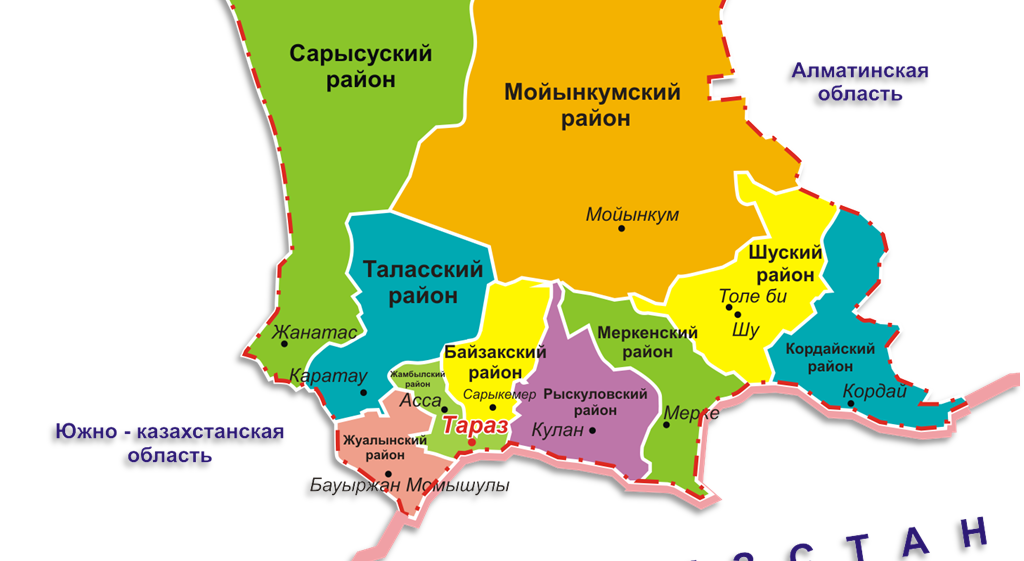 Сарысуский
район
Мойынкумский
район
Алматинская
область
Мойынкум
Таласский
район
Шуский
район
Толе би
Шу
Жанатас
Меркенский
район
Байзакский
район
Кордайский
район
Каратау
Жамбылский
район
Асса
Сарыкемер
Рыскуловский
район
Кордай
Тараз
Кулан
Мерке
Южно - казахстанская
область
Жуалынский
район
Бауыржан Момышулы
СТАН